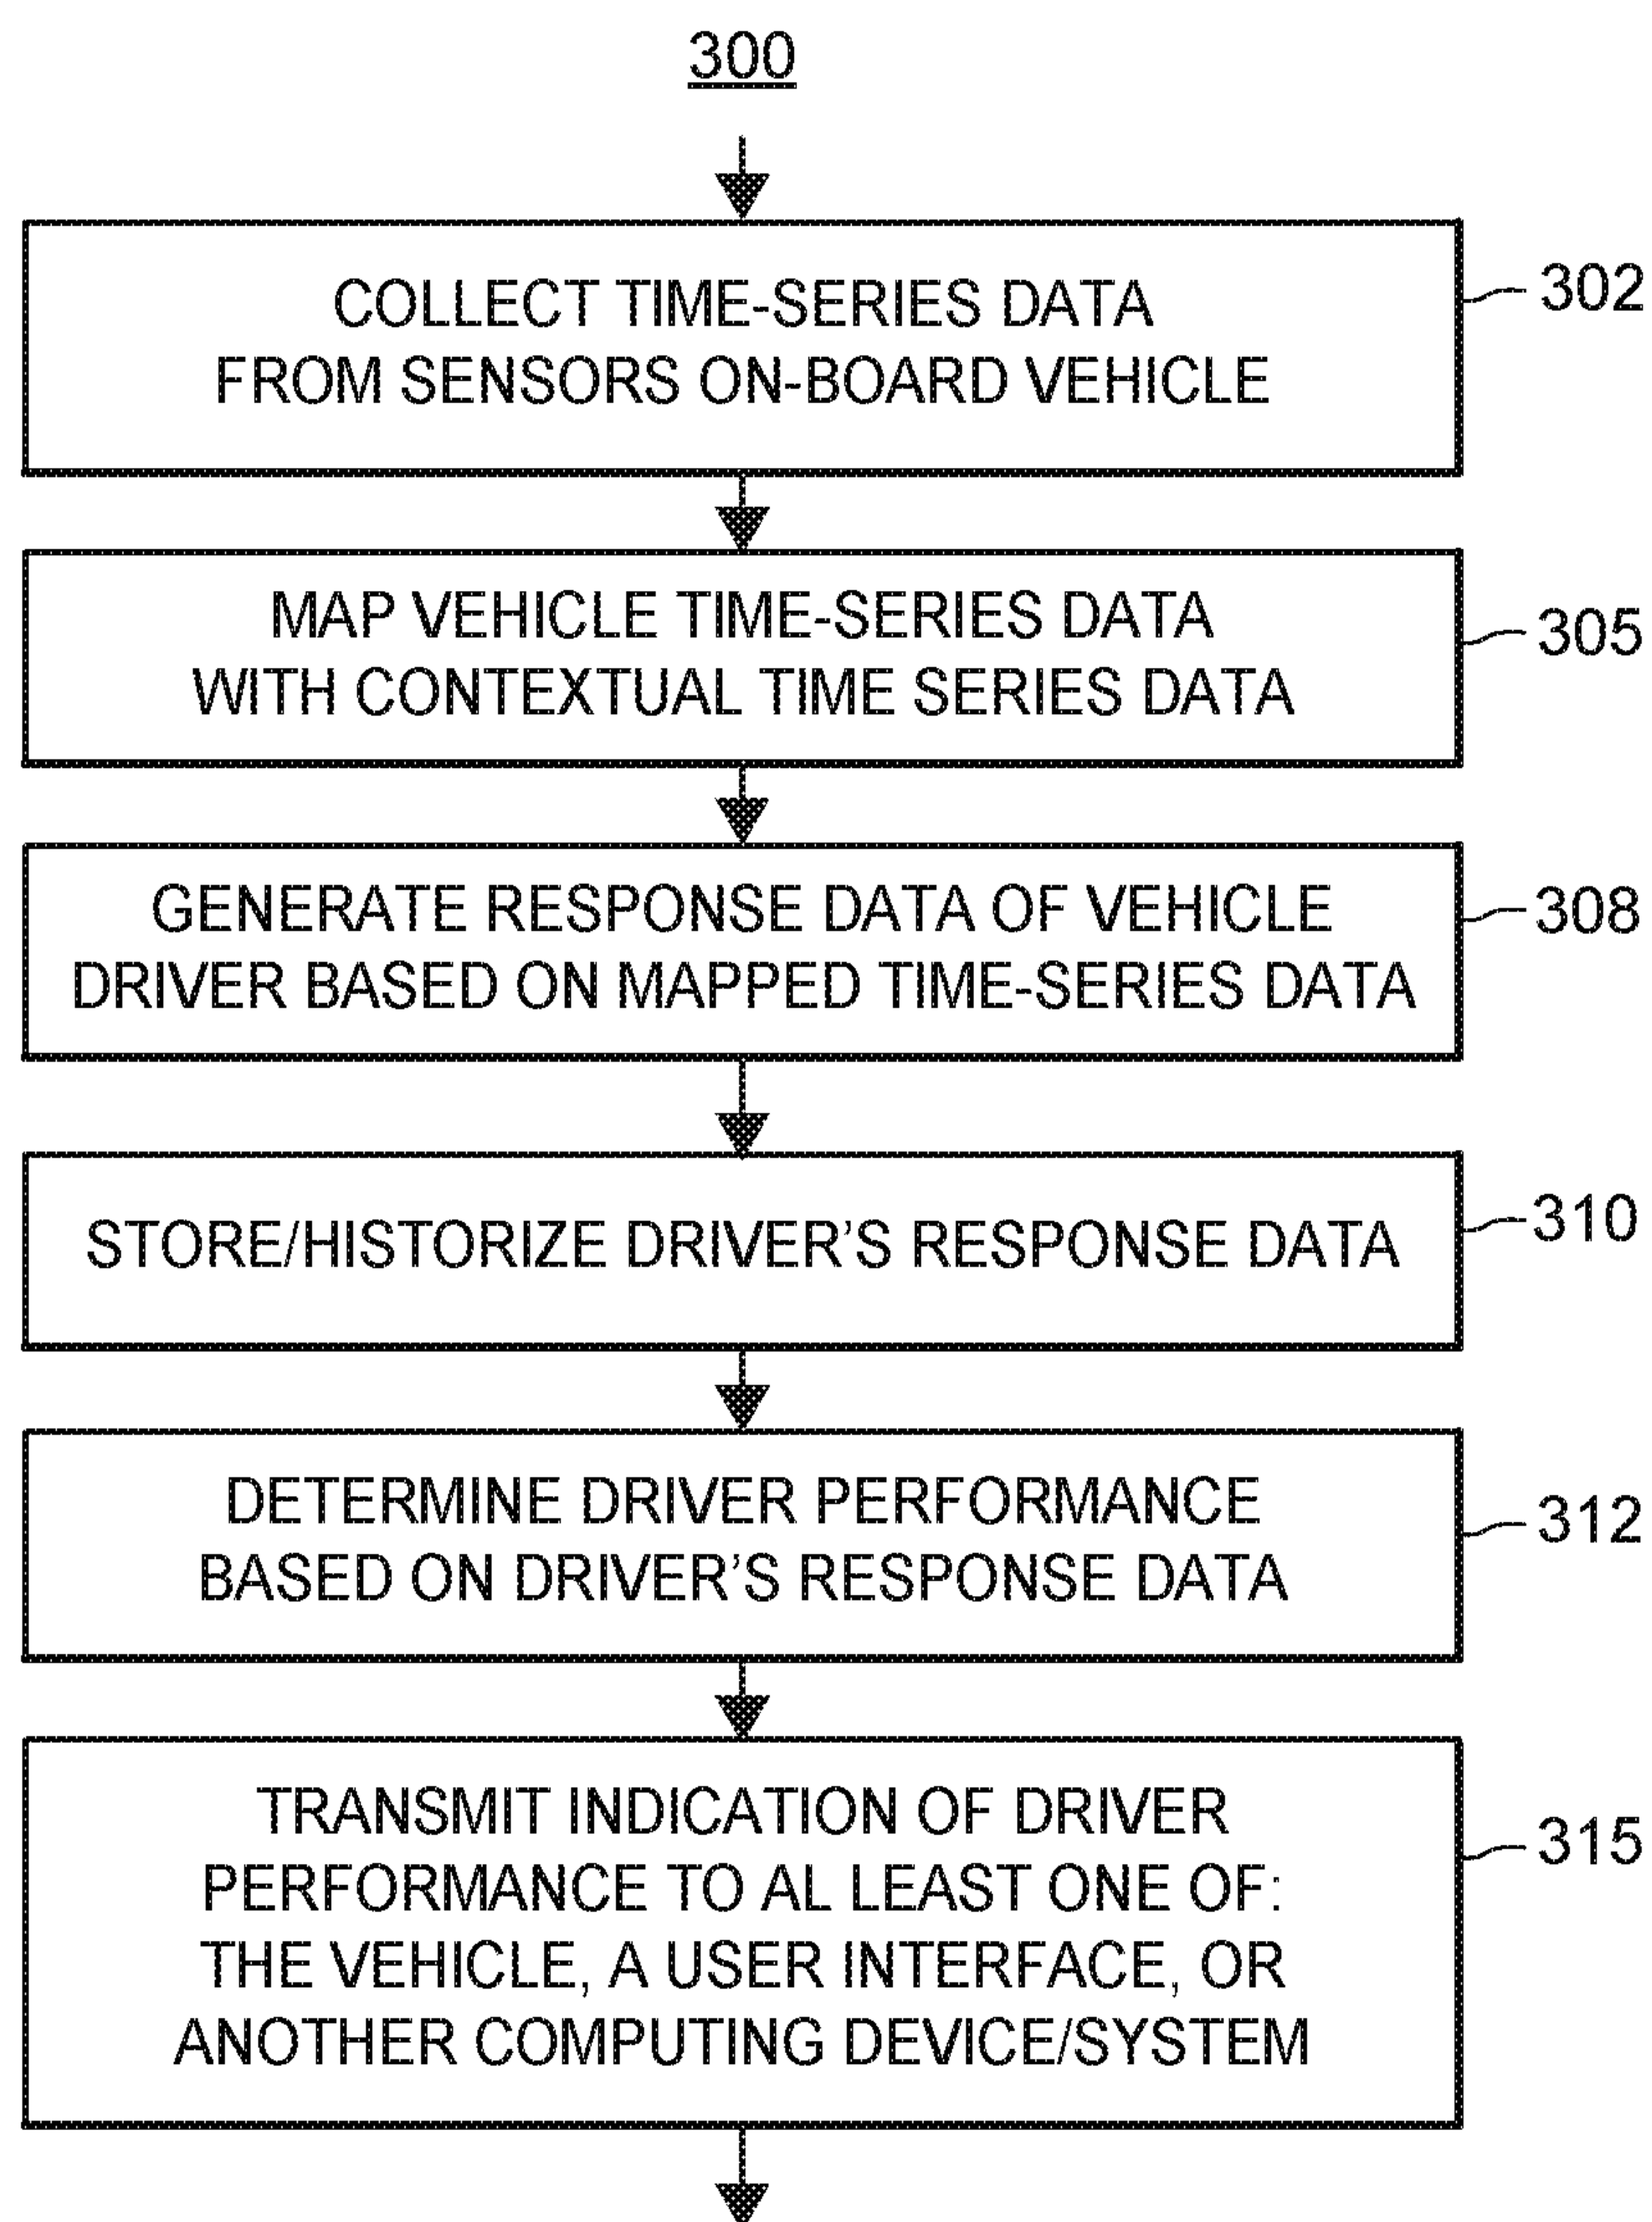 300
COLLECT TIME-SERIES DATA
FROM SENSORS ON-BOARD VEHICLE
302
MAP VEHICLE TIME-SERIES DATA
WITH CONTEXTUAL TIME SERIES DATA
305
GENERATE RESPONSE DATA OF VEHICLE
DRIVER BASED ON MAPPED TIME-SERIES DATA
308
STORE/HISTORIZE DRIVER'S RESPONSE DATA
310
DETERMINE DRIVER PERFORMANCE
BASED ON DRIVER'S RESPONSE DATA
312
TRANSMIT INDICATION OF DRIVER
PERFORMANCE TO AL LEAST ONE OF:
THE VEHICLE, A USER INTERFACE, OR
ANOTHER COMPUTING DEVICE/SYSTEM
315